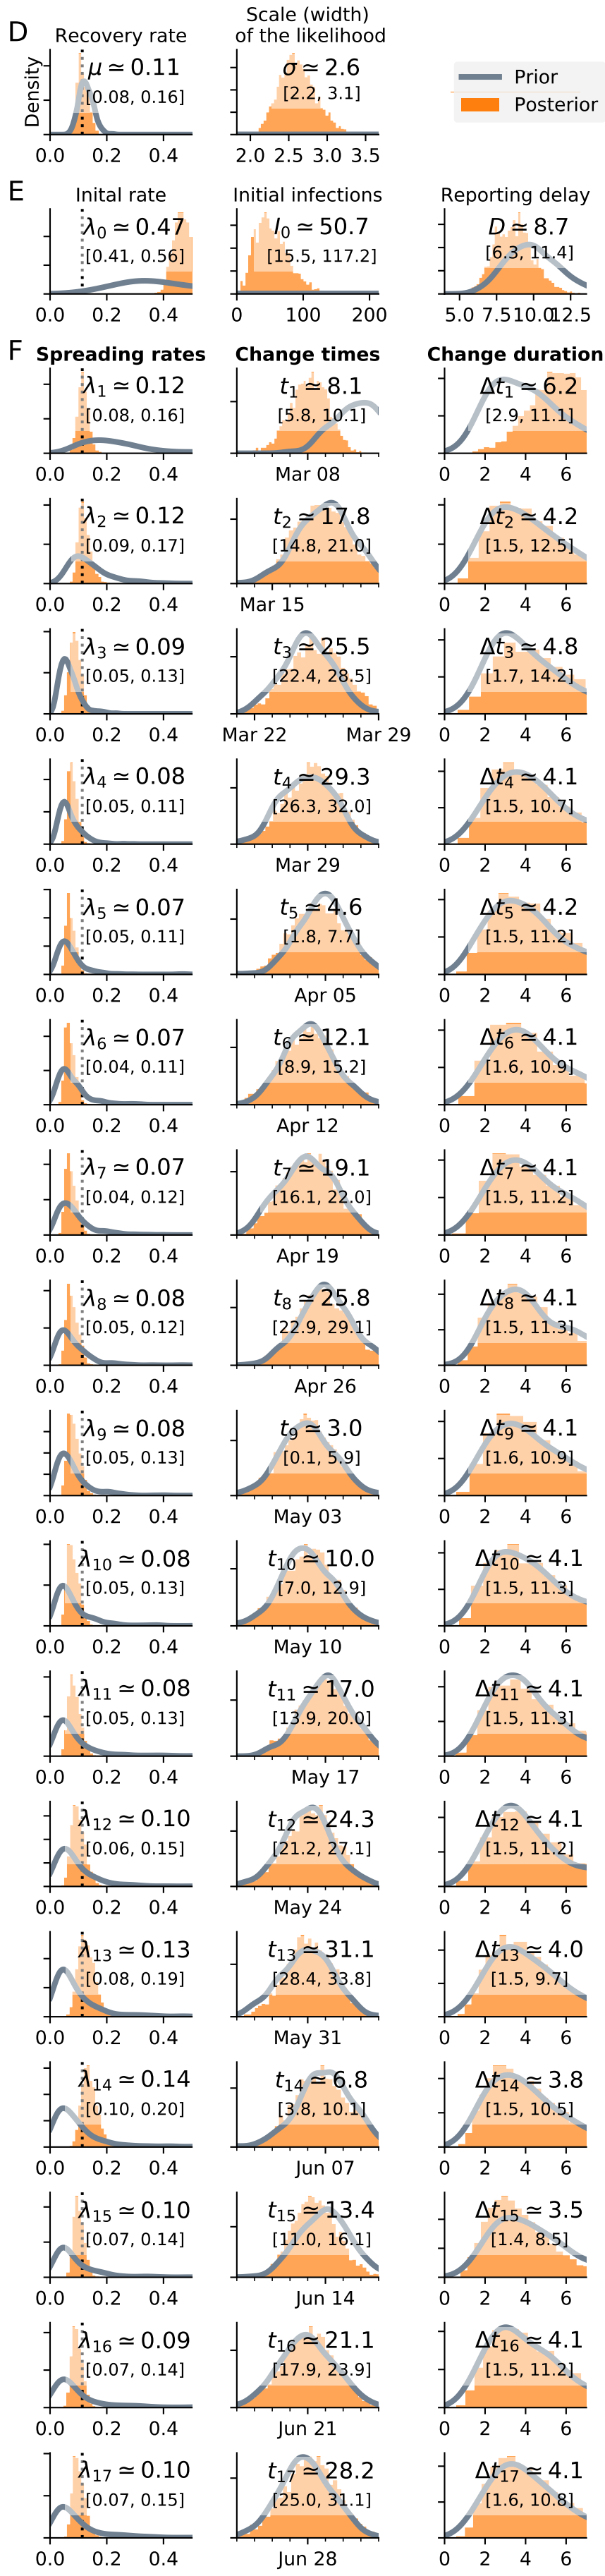 D
Recovery rate
Scale (width)
of the likelihood
Density
μ ≃ 0.11
[0.08, 0.16]
σ ≃ 2.6
[2.2, 3.1]
Prior
Posterior
0.0 0.2 0.4
2.0 2.5 3.0 3.5
E
Inital rate
Initial infections
Reporting delay
λ0 ≃ 0.47
[0.41, 0.56]
I0 ≃ 50.7
[15.5, 117.2]
D ≃ 8.7
[6.3, 11.4]
0.0 0.2 0.4
0 100 200
5.0 7.5 10.0 12.5
F
Spreading rates
Change times
Change duration
λ1 ≃ 0.12
[0.08, 0.16]
t1 ≃ 8.1
[5.8, 10.1]
Δt1 ≃ 6.2
[2.9, 11.1]
0.0 0.2 0.4
Mar 08
0 2 4 6
λ2 ≃ 0.12
[0.09, 0.17]
t2 ≃ 17.8
[14.8, 21.0]
Δt2 ≃ 4.2
[1.5, 12.5]
0.0 0.2 0.4
Mar 15
0 2 4 6
λ3 ≃ 0.09
[0.05, 0.13]
t3 ≃ 25.5
[22.4, 28.5]
Δt3 ≃ 4.8
[1.7, 14.2]
0.0 0.2 0.4
Mar 22 Mar 29
0 2 4 6
λ4 ≃ 0.08
[0.05, 0.11]
t4 ≃ 29.3
[26.3, 32.0]
Δt4 ≃ 4.1
[1.5, 10.7]
0.0 0.2 0.4
Mar 29
0 2 4 6
λ5 ≃ 0.07
[0.05, 0.11]
t5 ≃ 4.6
[1.8, 7.7]
Δt5 ≃ 4.2
[1.5, 11.2]
0.0 0.2 0.4
Apr 05
0 2 4 6
λ6 ≃ 0.07
[0.04, 0.11]
t6 ≃ 12.1
[8.9, 15.2]
Δt6 ≃ 4.1
[1.6, 10.9]
0.0 0.2 0.4
Apr 12
0 2 4 6
λ7 ≃ 0.07
[0.04, 0.12]
t7 ≃ 19.1
[16.1, 22.0]
Δt7 ≃ 4.1
[1.5, 11.2]
0.0 0.2 0.4
Apr 19
0 2 4 6
λ8 ≃ 0.08
[0.05, 0.12]
t8 ≃ 25.8
[22.9, 29.1]
Δt8 ≃ 4.1
[1.5, 11.3]
0.0 0.2 0.4
Apr 26
0 2 4 6
λ9 ≃ 0.08
[0.05, 0.13]
t9 ≃ 3.0
[0.1, 5.9]
Δt9 ≃ 4.1
[1.6, 10.9]
0.0 0.2 0.4
May 03
0 2 4 6
λ10 ≃ 0.08
[0.05, 0.13]
t10 ≃ 10.0
[7.0, 12.9]
Δt10 ≃ 4.1
[1.5, 11.3]
0.0 0.2 0.4
May 10
0 2 4 6
λ11 ≃ 0.08
[0.05, 0.13]
t11 ≃ 17.0
[13.9, 20.0]
Δt11 ≃ 4.1
[1.5, 11.3]
0.0 0.2 0.4
May 17
0 2 4 6
λ12 ≃ 0.10
[0.06, 0.15]
t12 ≃ 24.3
[21.2, 27.1]
Δt12 ≃ 4.1
[1.5, 11.2]
0.0 0.2 0.4
May 24
0 2 4 6
λ13 ≃ 0.13
[0.08, 0.19]
t13 ≃ 31.1
[28.4, 33.8]
Δt13 ≃ 4.0
[1.5, 9.7]
0.0 0.2 0.4
May 31
0 2 4 6
λ14 ≃ 0.14
[0.10, 0.20]
t14 ≃ 6.8
[3.8, 10.1]
Δt14 ≃ 3.8
[1.5, 10.5]
0.0 0.2 0.4
Jun 07
0 2 4 6
λ15 ≃ 0.10
[0.07, 0.14]
t15 ≃ 13.4
[11.0, 16.1]
Δt15 ≃ 3.5
[1.4, 8.5]
0.0 0.2 0.4
Jun 14
0 2 4 6
λ16 ≃ 0.09
[0.07, 0.14]
t16 ≃ 21.1
[17.9, 23.9]
Δt16 ≃ 4.1
[1.5, 11.2]
0.0 0.2 0.4
Jun 21
0 2 4 6
λ17 ≃ 0.10
[0.07, 0.15]
t17 ≃ 28.2
[25.0, 31.1]
Δt17 ≃ 4.1
[1.6, 10.8]
0.0 0.2 0.4
Jun 28
0 2 4 6